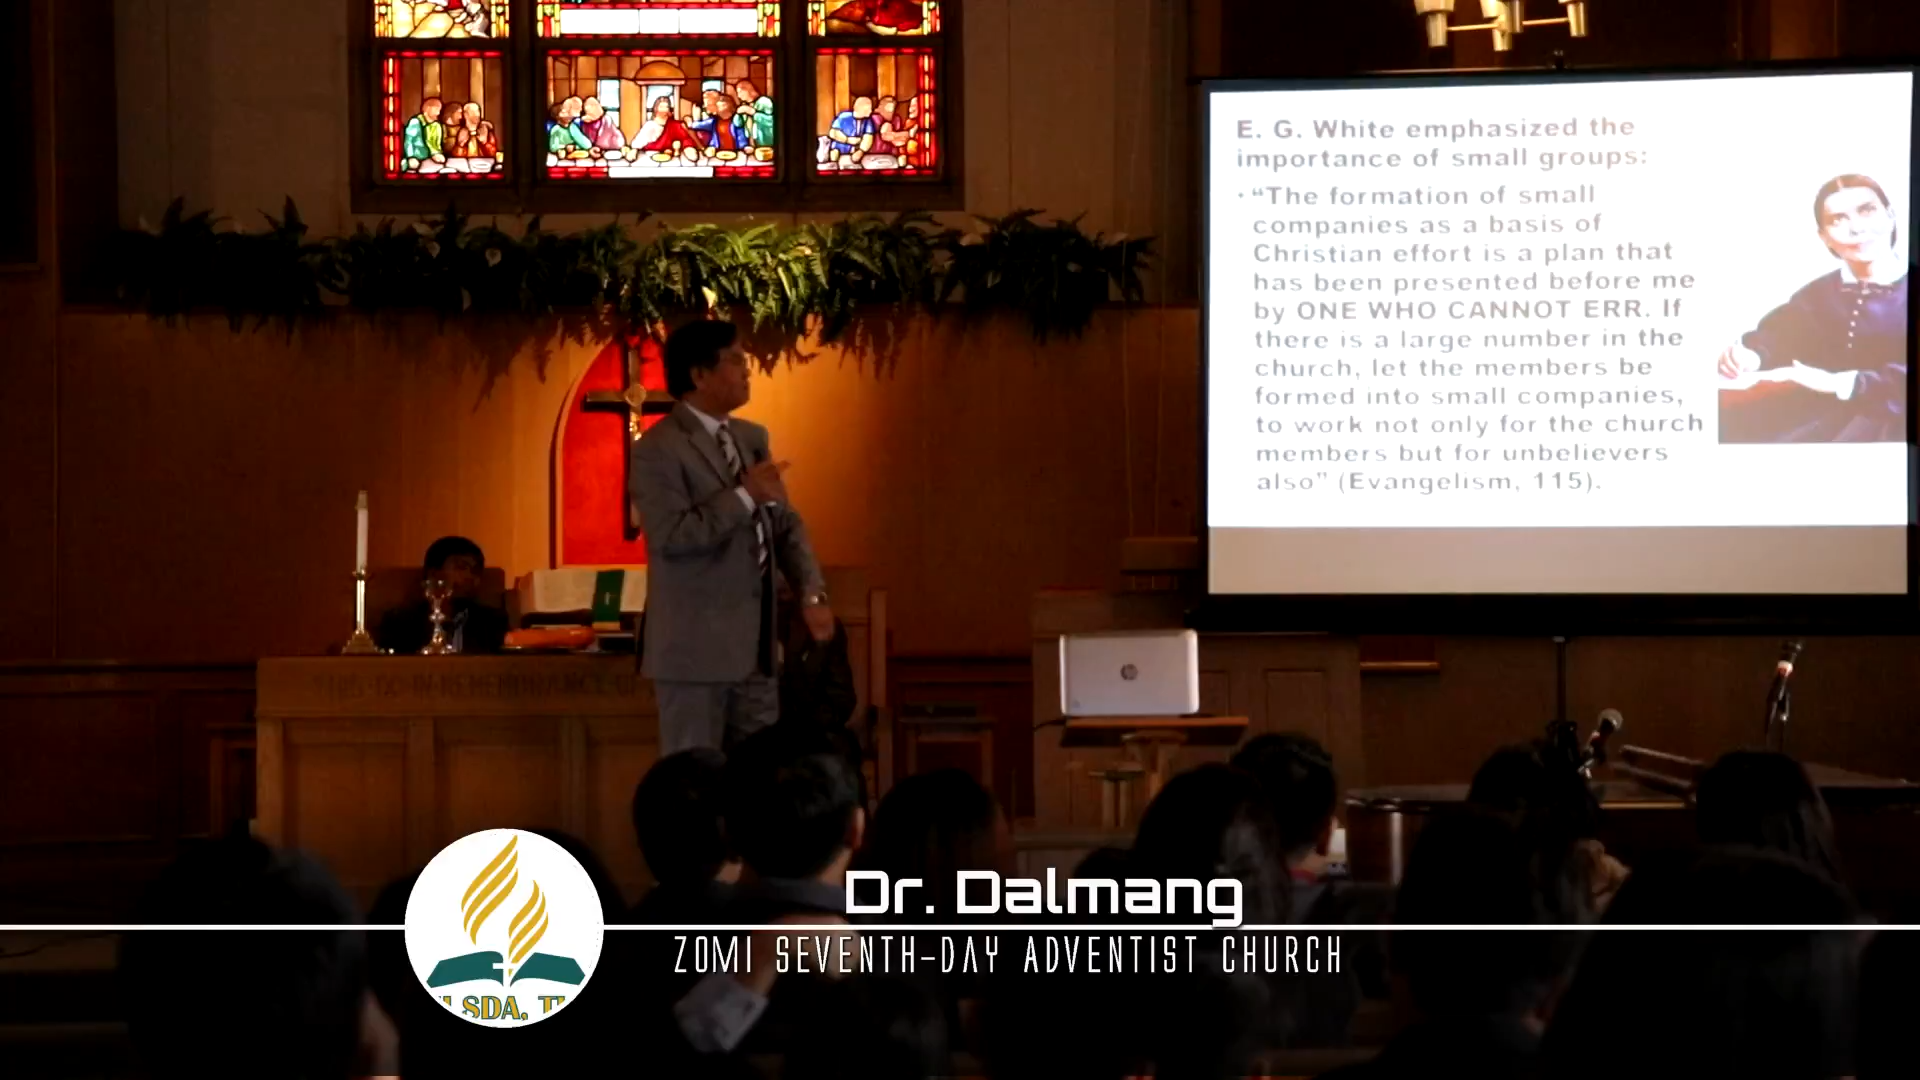 E. G. White emphasized the
importance of small groups:
• “The formation of small
companies as a basis of
Christian effort is a plan that
has been presented before me
by ONE WHO CANNOT ERR. If
there is a large number in the
church, let the members be
formed into small companies,
to work not only for the church
members but for unbelievers
also” (Evangelism, 115).
hp
Dr. Dalmang
ZOMI SEVENTH-DAY ADVENTIST CHURCH
SDA,